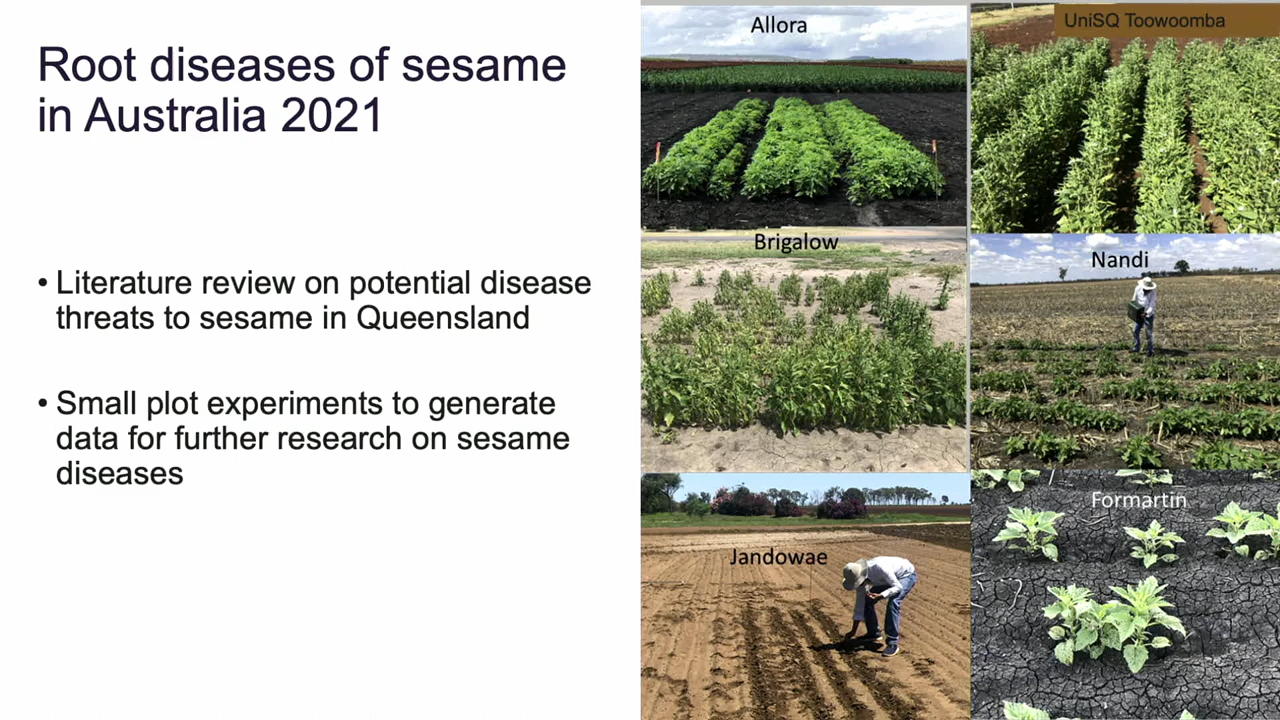 Root diseases of sesame
in Australia 2021
• Literature review on potential disease
threats to sesame in Queensland
• Small plot experiments to generate
data for further research on sesame
diseases
Allora
UniSQ Toowoomba
Brigalow
Nandi
Jandowae
Formartin